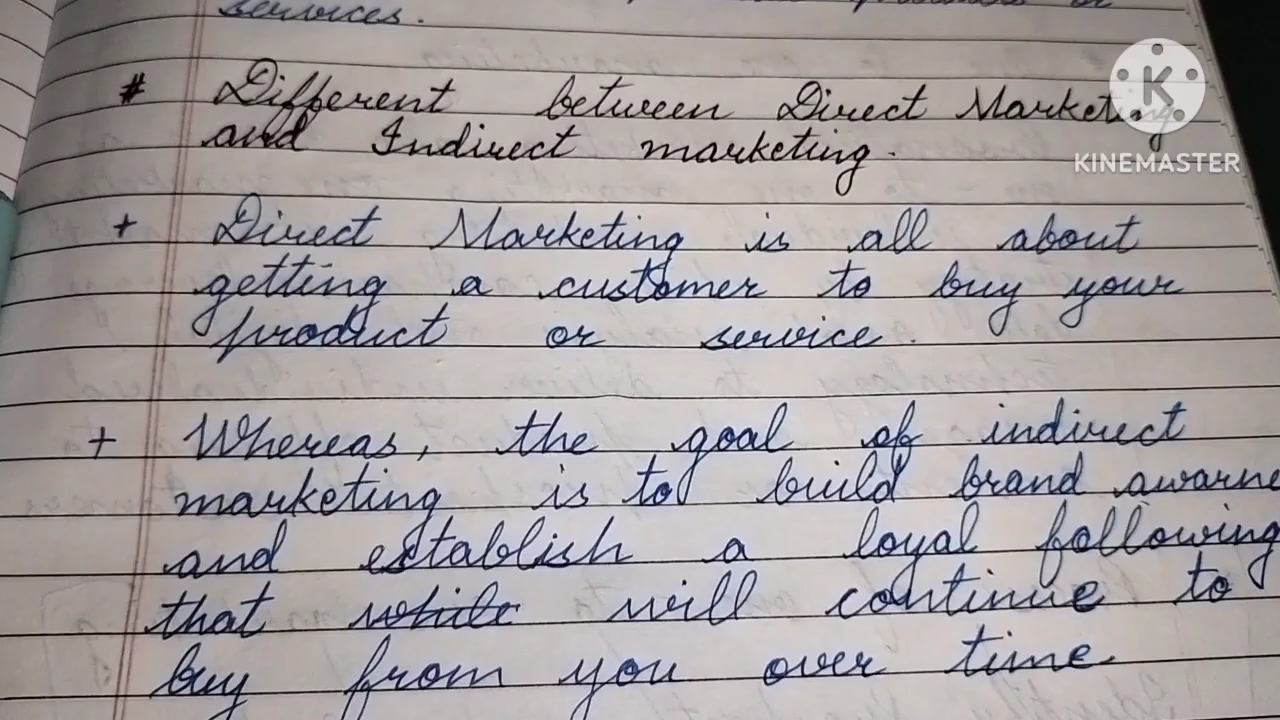 services.
# Different between Direct Marketing
and Indirect marketing.
+ Direct Marketing is all about
getting a customer to buy your
product or service.
+ Whereas, the goal of indirect
marketing is to build brand awarne
and establish a loyal following
that while will continue to
buy from you over time
K
KINEMASTER